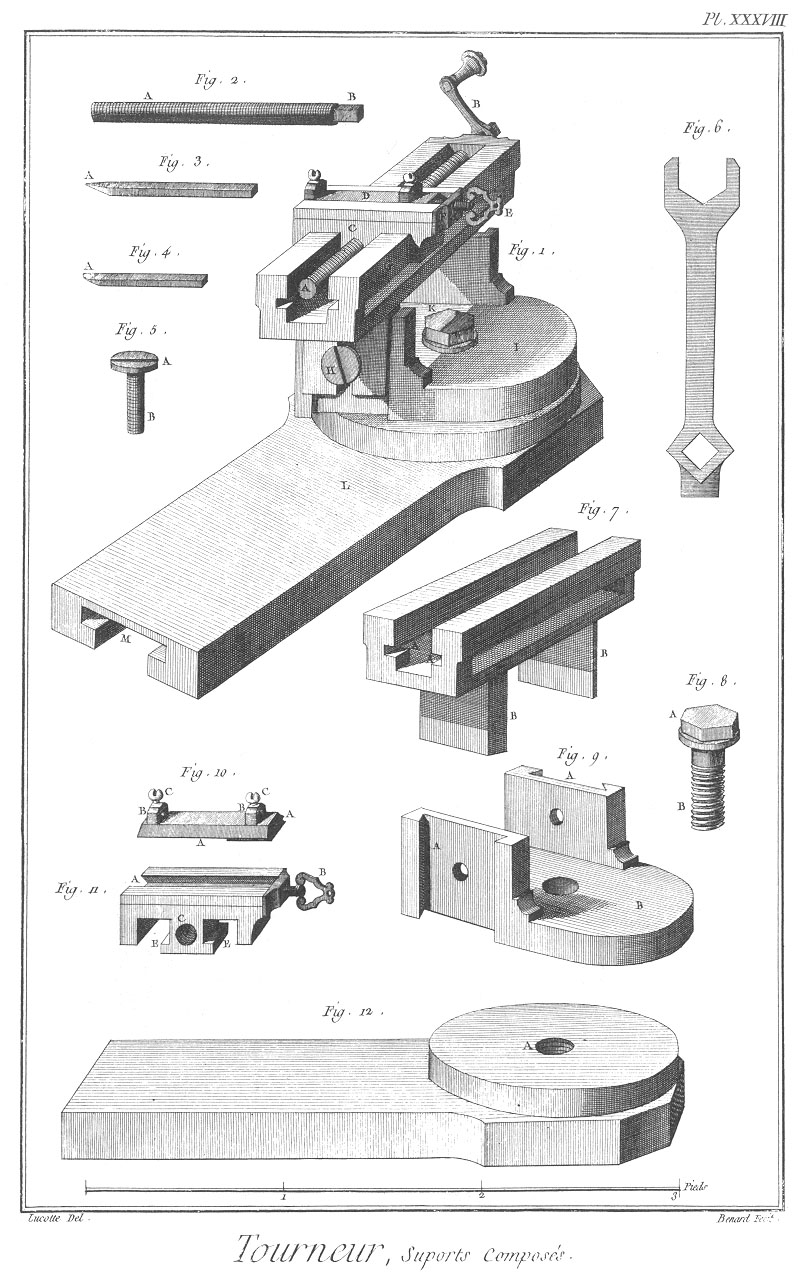 Pl. XXXVIII
Fig. 2.
A B
Fig. 3.
A
Fig. 4.
A
Fig. 5.
A
B
B
D
E
C
A
Fig. 1.
K
I
H
L
M
Fig. 6.
Fig. 7.
A
A
B
B
Fig. 8.
A
B
Fig. 9.
A
A
B
Fig. 10.
C C
B B A
A
Fig. 11.
A B
C
E E
Fig. 12.
A
1 2 3 Pieds
Lucotte Del. Benard Fecit.
Tourneur, Suports Composés.